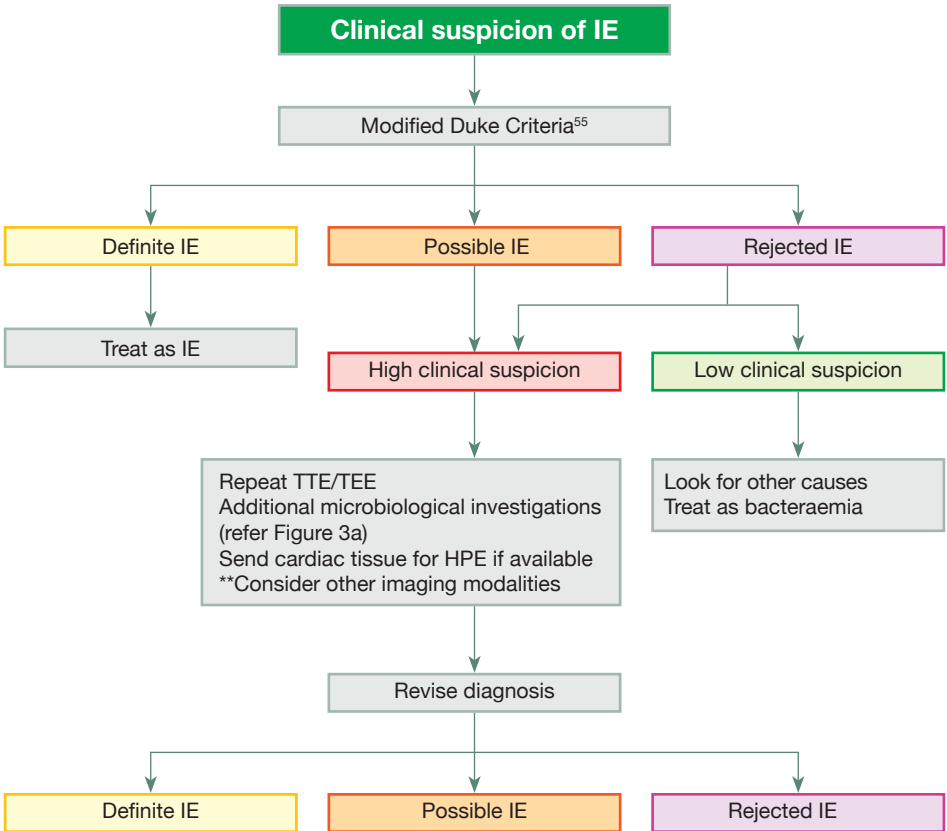 Clinical suspicion of IE
Modified Duke Criteria55
Definite IE
Possible IE
Rejected IE
Treat as IE
High clinical suspicion
Low clinical suspicion
Repeat TTE/TEE
Additional microbiological investigations
(refer Figure 3a)
Send cardiac tissue for HPE if available
**Consider other imaging modalities
Look for other causes
Treat as bacteraemia
Revise diagnosis
Definite IE
Possible IE
Rejected IE